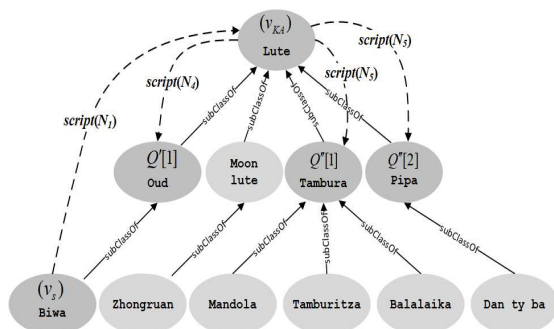 (v_KA)
Lute
script(N_5)
script(N_4)
script(N_5)
script(N_1)
subClassOf
subClassOf
subClassOf
subClassOf
Q'[1]
Oud
Moon
lute
Q''[1]
Tambura
Q''[2]
Pipa
subClassOf
subClassOf
subClassOf
subClassOf
subClassOf
subClassOf
(v_s)
Biwa
Zhongruan
Mandola
Tamburitza
Balalaika
Dan ty ba